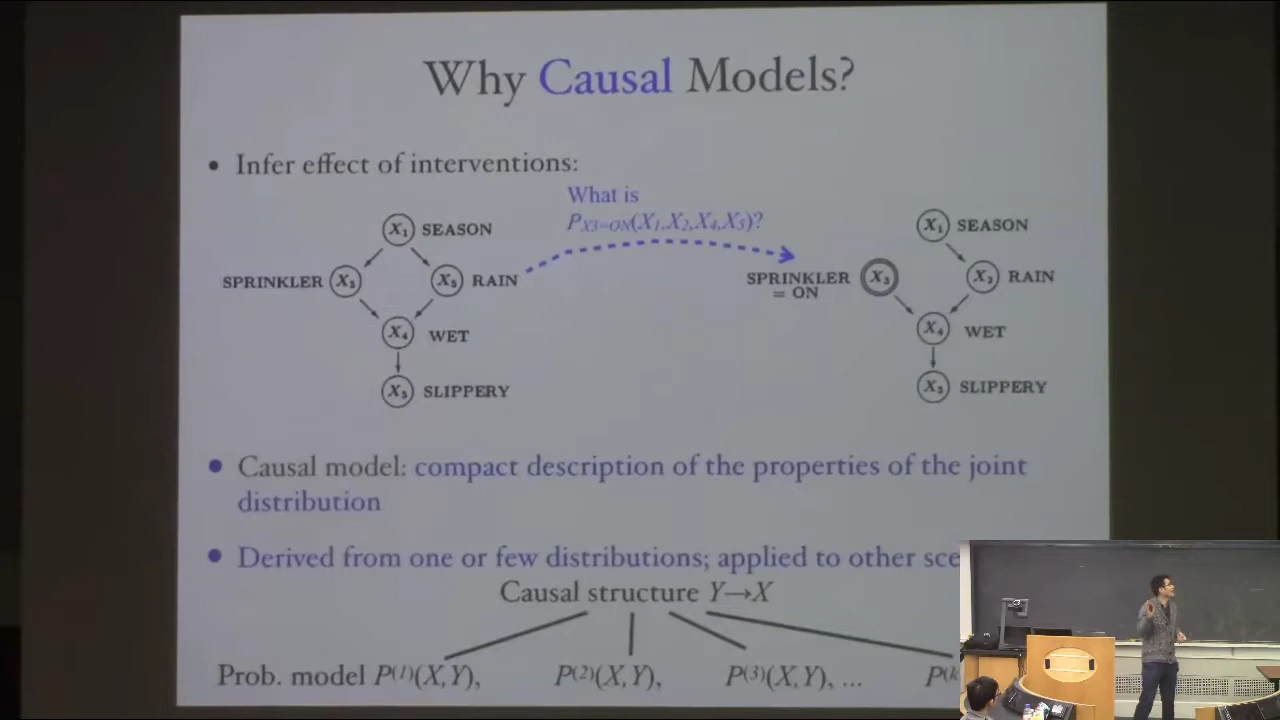 Why Causal Models?
• Infer effect of interventions:
What is
P_{X3=ON}(X1,X2,X4,X5)?
X1 SEASON
SPRINKLER X3
X2 RAIN
X4 WET
X5 SLIPPERY
X1 SEASON
SPRINKLER = ON X3
X2 RAIN
X4 WET
X5 SLIPPERY
• Causal model: compact description of the properties of the joint
distribution
• Derived from one or few distributions; applied to other sce
Causal structure Y→X
Prob. model P^(1)(X,Y), P^(2)(X,Y), P^(3)(X,Y), ... P^(k